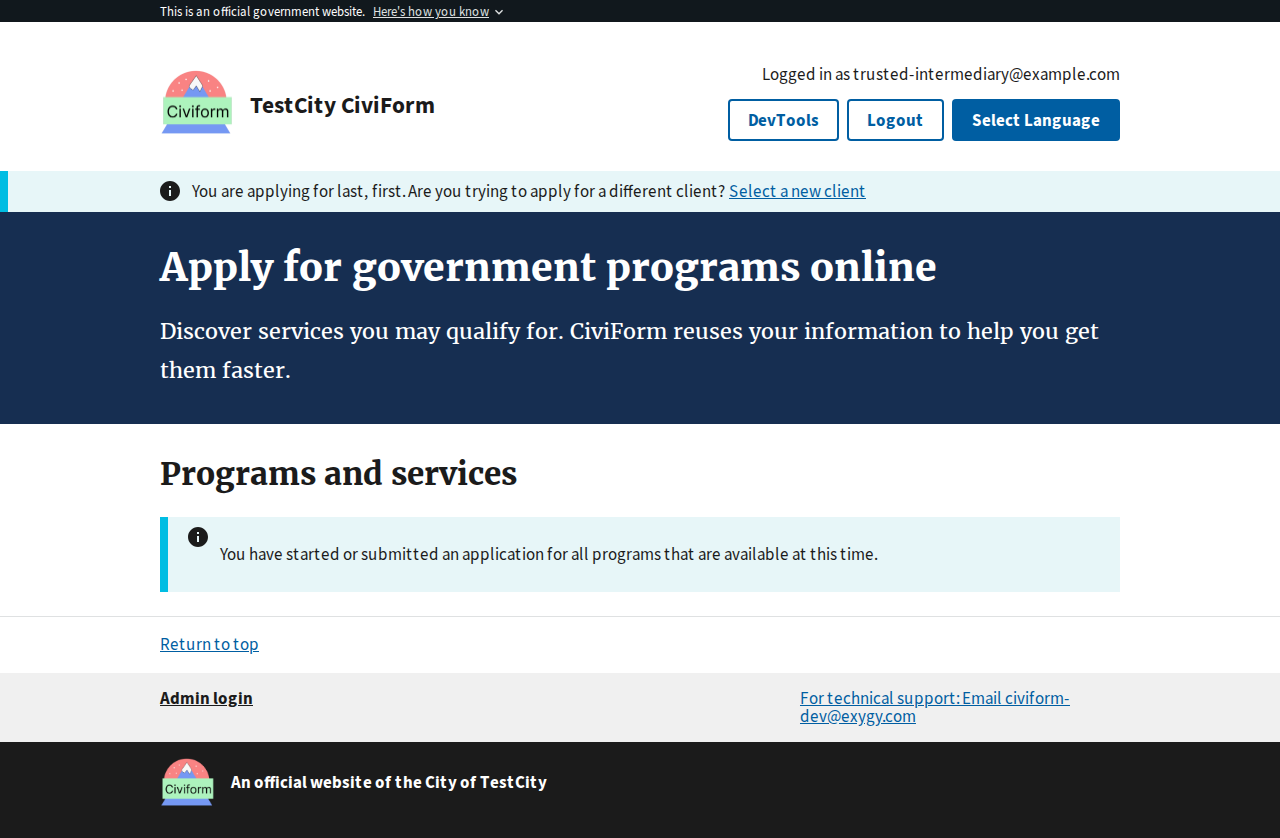 This is an official government website. Here's how you know
Logged in as trusted-intermediary@example.com
Civiform
TestCity CiviForm
DevTools
Logout
Select Language
You are applying for last, first. Are you trying to apply for a different client? Select a new client
Apply for government programs online
Discover services you may qualify for. CiviForm reuses your information to help you get
them faster.
Programs and services
You have started or submitted an application for all programs that are available at this time.
Return to top
Admin login
For technical support: Email civiform-
dev@exygy.com
Civiform
An official website of the City of TestCity